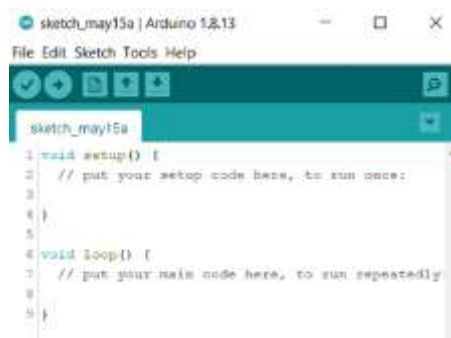 sketch_may15a | Arduino 1.8.13
File Edit Sketch Tools Help
sketch_may15a
1 void setup() {
2 // put your setup code here, to run once:
3
4 }
5
6 void loop() {
7 // put your main code here, to run repeatedly
8
9 }